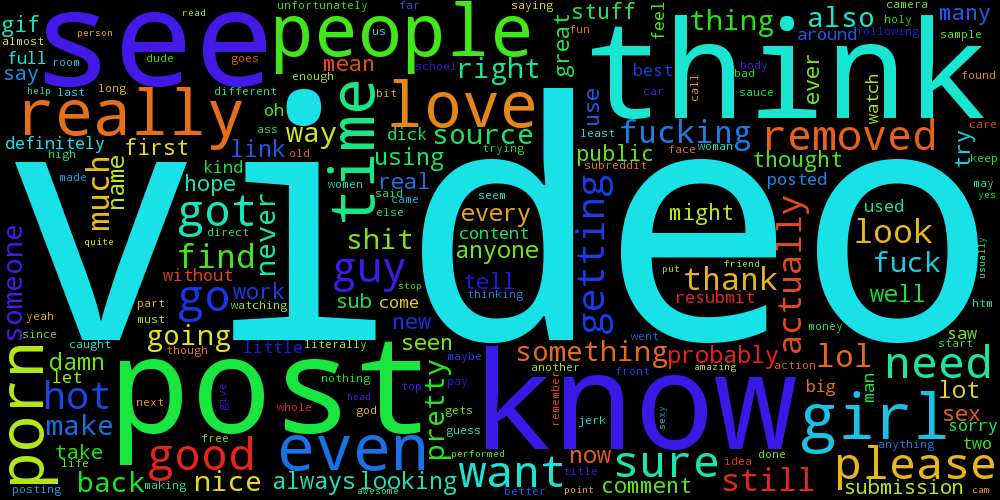 video
see
people
think
post
know
really
love
time
girl
even
good
want
sure
need
please
porn
guy
got
go
removed
fucking
source
right
thing
also
many
stuff
great
feel
mean
gif
almost
full
say
room
read
person
dude
goes
unfortunately
us
far
saying
school
fun
camera
holy
following
sample
around
found
best
bad
body
car
call
sauce
ever
watch
care
keep
try
may
yes
help
last
long
different
enough
definitely
high
first
link
oh
ass
old
way
bit
dick
trying
use
least
face
woman
public
subreddit
thought
posted
made
much
name
kind
hope
direct
never
using
real
women
said
came
else
shit
seem
every
content
anyone
tell
thinking
getting
might
used
look
fuck
well
actually
put
friend
thank
resubmit
usually
htm
quite
find
without
work
watching
sub
come
stop
someone
yeah
since
part
must
caught
though
going
little
literally
new
seen
maybe
something
another
went
front
probably
amazing
action
money
lol
saw
start
damn
let
hot
make
take
life
back
making
posting
next
free
nice
give
whole
nothing
head
god
always
looking
awesome
top
pretty
pay
gets
guess
performed
better
how
title
point
remember
jerk
sexy
comment
idea
done
still
big
man
lot
sex
sorry
anything
two
submission
cam